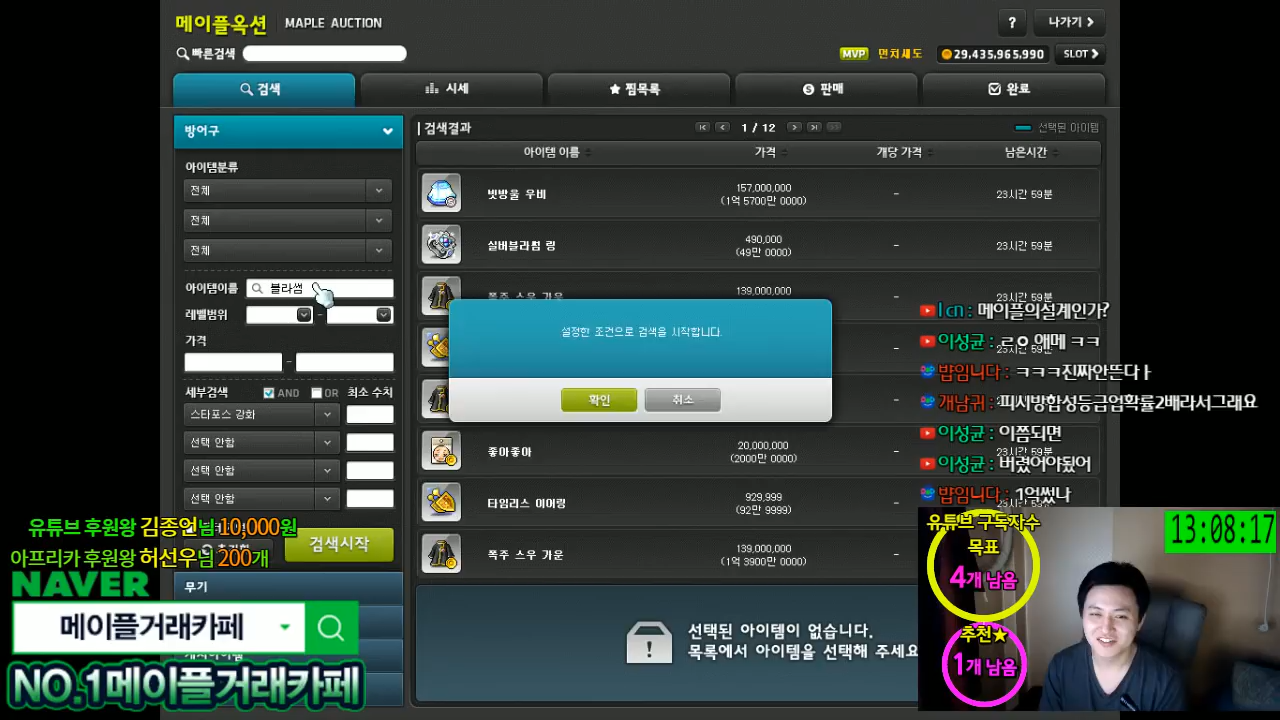 메이플옥션 MAPLE AUCTION
? 나가기
빠른검색
MVP 먼치세도 29,435,965,990 SLOT
검색 시세 찜목록 판매 완료
방어구
아이템분류
전체
전체
전체
아이템이름 블라썸
레벨범위 -
가격
-
세부검색 AND OR 최소 수치
스타포스 강화
선택 안함
선택 안함
선택 안함
검색시작
무기
검색결과 1 / 12 선택된 아이템
아이템 이름 가격 개당 가격 남은시간
빗방울 우비 157,000,000 - 23시간 59분
(1억 5700만 0000)
실버블라썸 링 490,000 - 23시간 59분
(49만 0000)
폭주 스우 가운 139,000,000 - 23시간 59분
설정한 조건으로 검색을 시작합니다.
확인 취소
좋아좋아 20,000,000 -
(2000만 0000)
타임리스 이어링 929,999 -
(92만 9999)
폭주 스우 가운 139,000,000
(1억 3900만 0000)
선택된 아이템이 없습니다.
목록에서 아이템을 선택해 주세요
l cn : 메이플의설계인가?
이성균 : ㄹㅇ 애메 ㅋㅋ
뱝임니다 : ㅋㅋㅋ진짜안뜬다ㅏ
개남귀 : 피시방합성등급업확률2배라서그래요
이성균 : 이쯤되면
이성균 : 버렸어야됬어
뱝임니다 : 1억썼나
유튜브 후원왕 김종언님 10,000원
아프리카 후원왕 허선우님 200개
NAVER
메이플거래카페
NO.1메이플거래카페
유튜브 구독자수
목표
4개 남음
추천★
1개 남음
13:08:17